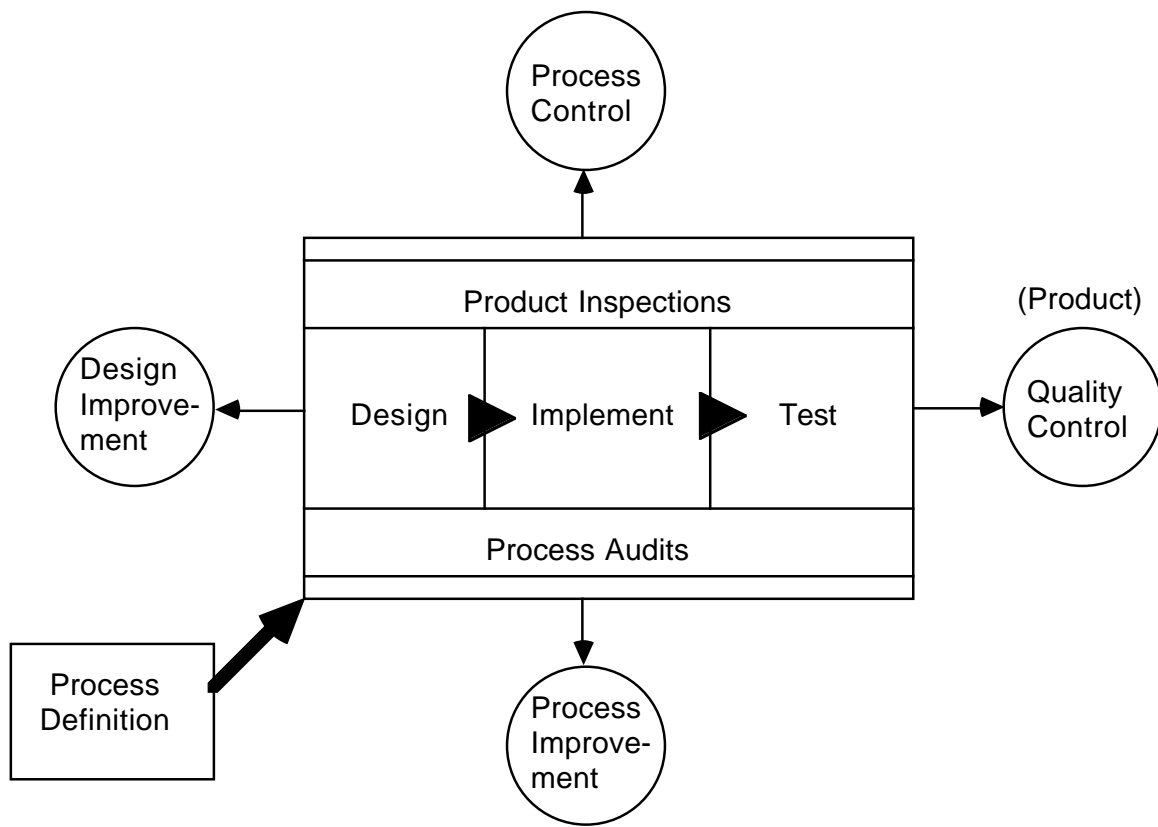 Process
Control
Product Inspections
(Product)
Design
Improve-
ment
Design
Implement
Test
Quality
Control
Process Audits
Process
Definition
Process
Improve-
ment